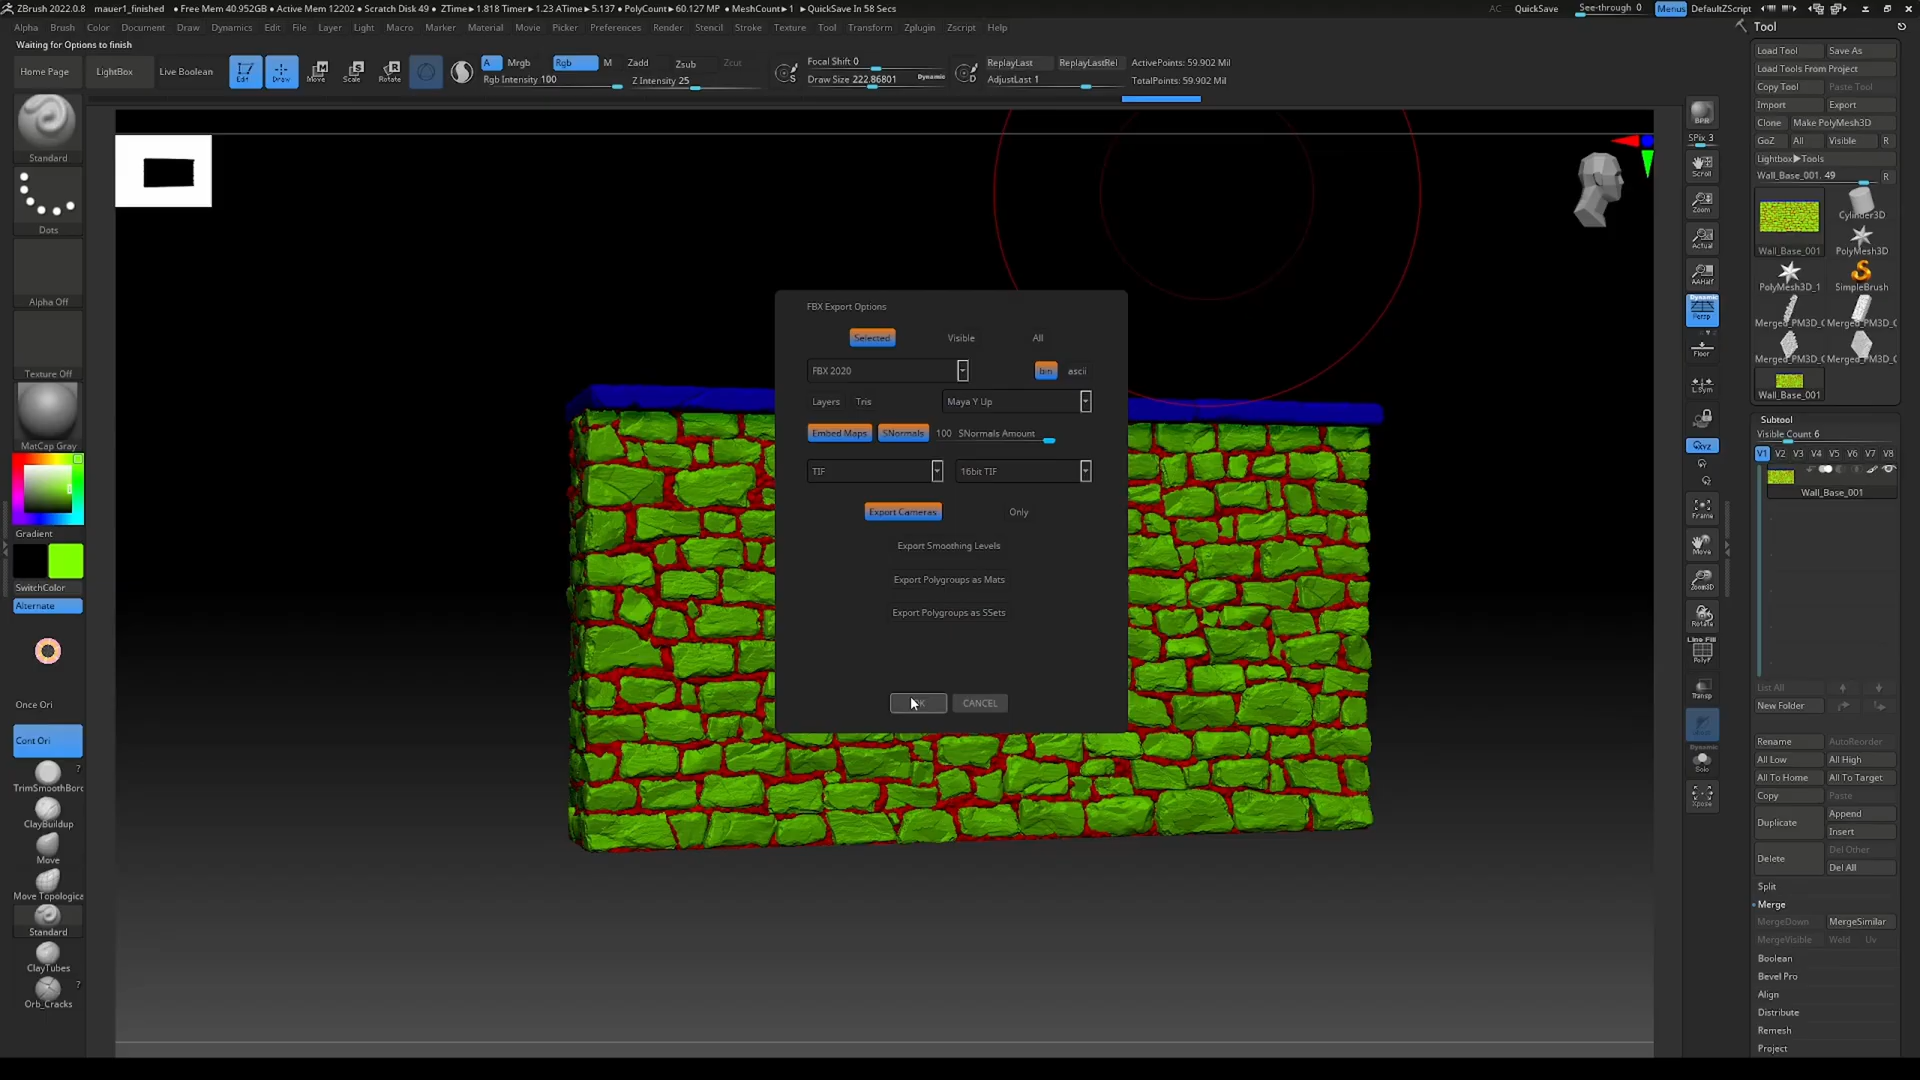 ZBrush 2022.0.8 mauer1_finished • Free Mem 40.952GB • Active Mem 12202 • Scratch Disk 49 • ZTime▸1.818 Timer▸1.23 ATime▸5.137 • PolyCount▸60.127 MP • MeshCount▸1 ▸QuickSave In 58 Secs AC QuickSave See-through 0 Menus DefaultZScript
Alpha Brush Color Document Draw Dynamics Edit File Layer Light Macro Marker Material Movie Picker Preferences Render Stencil Stroke Texture Tool Transform Zplugin Zscript Help
Waiting for Options to finish
Home Page LightBox Live Boolean Edit Draw Move Scale Rotate
A Mrgb Rgb M Zadd Zsub Zcut
Rgb Intensity 100 Z Intensity 25
Focal Shift 0
Draw Size 222.86801 Dynamic
S D
ReplayLast ReplayLastRel ActivePoints: 59.902 Mil
AdjustLast 1 TotalPoints: 59.902 Mil
Standard
Dots
Alpha Off
Texture Off
MatCap Gray
Gradient
SwitchColor
Alternate
Once Ori
Cont Ori
TrimSmoothBorc
ClayBuildup
Move
Move Topologica
Standard
ClayTubes
Orb_Cracks
FBX Export Options
Selected Visible All
FBX 2020 bin ascii
Layers Tris Maya Y Up
Embed Maps SNormals 100 SNormals Amount
TIF 16bit TIF
Export Cameras Only
Export Smoothing Levels
Export Polygroups as Mats
Export Polygroups as SSets
CANCEL
BPR
SPix 3
Scroll
Zoom
Actual
AAHalf
Dynamic
Persp
Floor
L.Sym
Frame
Move
Zoom3D
Rotate
Line Fill
PolyF
Transp
Dynamic
Solo
Xpose
Tool
Load Tool Save As
Load Tools From Project
Copy Tool Paste Tool
Import Export
Clone Make PolyMesh3D
GoZ All Visible R
Lightbox▸Tools
Wall_Base_001. 49 R
Wall_Base_001 Cylinder3D
PolyMesh3D
PolyMesh3D_1 SimpleBrush
Merged_PM3D_C Merged_PM3D_C
Merged_PM3D_C Merged_PM3D_C
Wall_Base_001
Subtool
Visible Count 6
V1 V2 V3 V4 V5 V6 V7 V8
Wall_Base_001
List All
New Folder
Rename AutoReorder
All Low All High
All To Home All To Target
Copy Paste
Duplicate Append
Insert
Delete Del Other
Del All
Split
Merge
MergeDown MergeSimilar
MergeVisible Weld Uv
Boolean
Bevel Pro
Align
Distribute
Remesh
Project